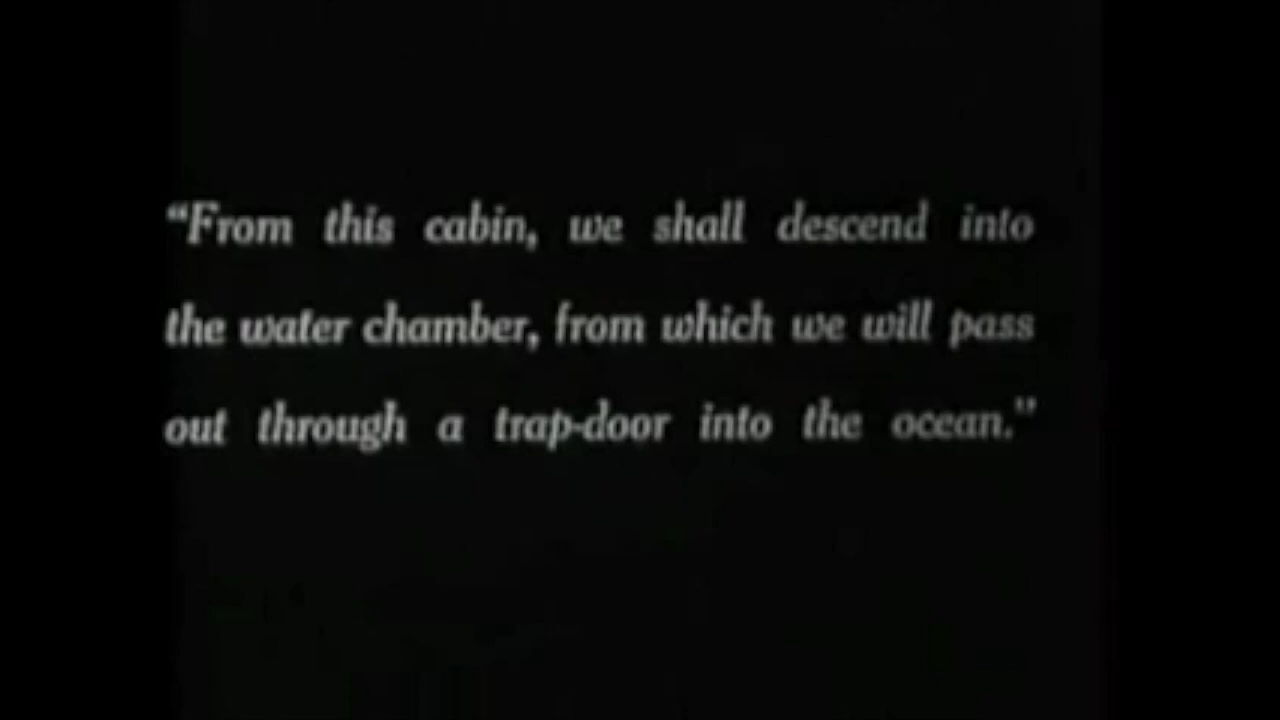 “From this cabin, we shall descend into
the water chamber, from which we will pass
out through a trap-door into the ocean."